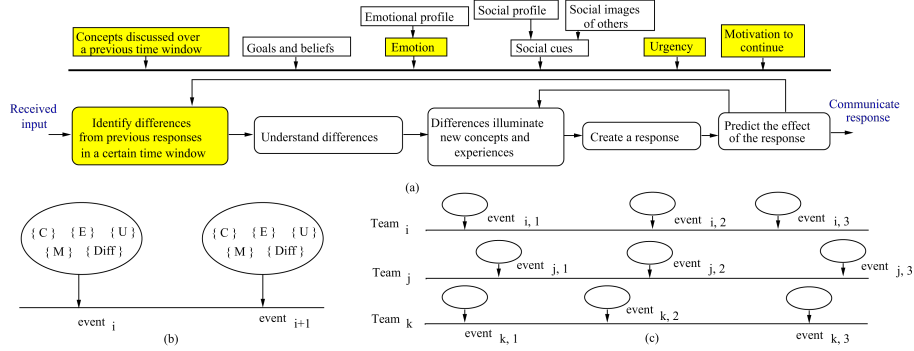 Social images
of others
Social profile
Emotional profile
Concepts discussed over
a previous time window
Goals and beliefs
Emotion
Social cues
Urgency
Motivation to
continue
Received
input
Identify differences
from previous responses
in a certain time window
Understand differences
Differences illuminate
new concepts and
experiences
Create a response
Predict the effect
of the response
Communicate
response
(a)
{ C } { E } { U }
{ M } { Diff }
{ C } { E } { U }
{ M } { Diff }
event i
event i+1
(b)
Team i
event i, 1
event i, 2
event i, 3
Team j
event j, 1
event j, 2
event j, 3
Team k
event k, 1
event k, 2
event k, 3
(c)